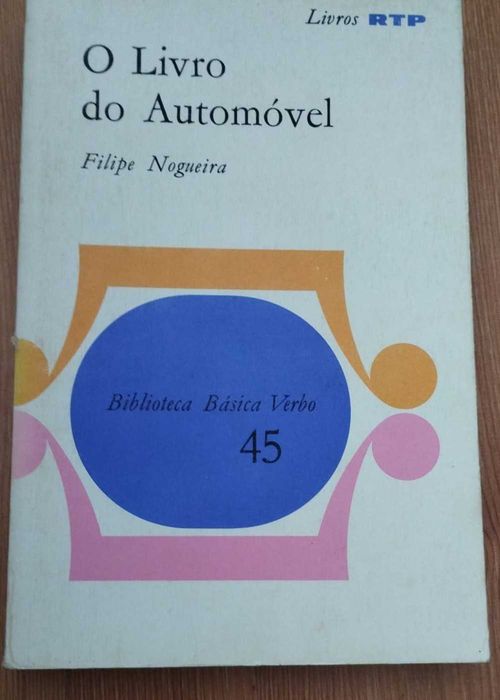 Livros RTP
O Livro
do Automóvel
Filipe Nogueira
Biblioteca Básica Verbo
45